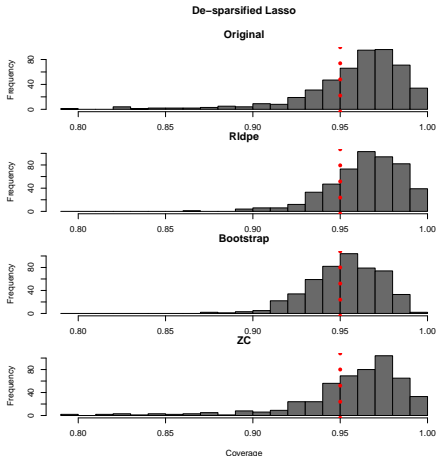 De-sparsified Lasso
Original
Frequency
0 40 80
0.80 0.85 0.90 0.95 1.00
RIdpe
Frequency
0 40 80
0.80 0.85 0.90 0.95 1.00
Bootstrap
Frequency
0 40 80
0.80 0.85 0.90 0.95 1.00
ZC
Frequency
0 40 80
0.80 0.85 0.90 0.95 1.00
Coverage